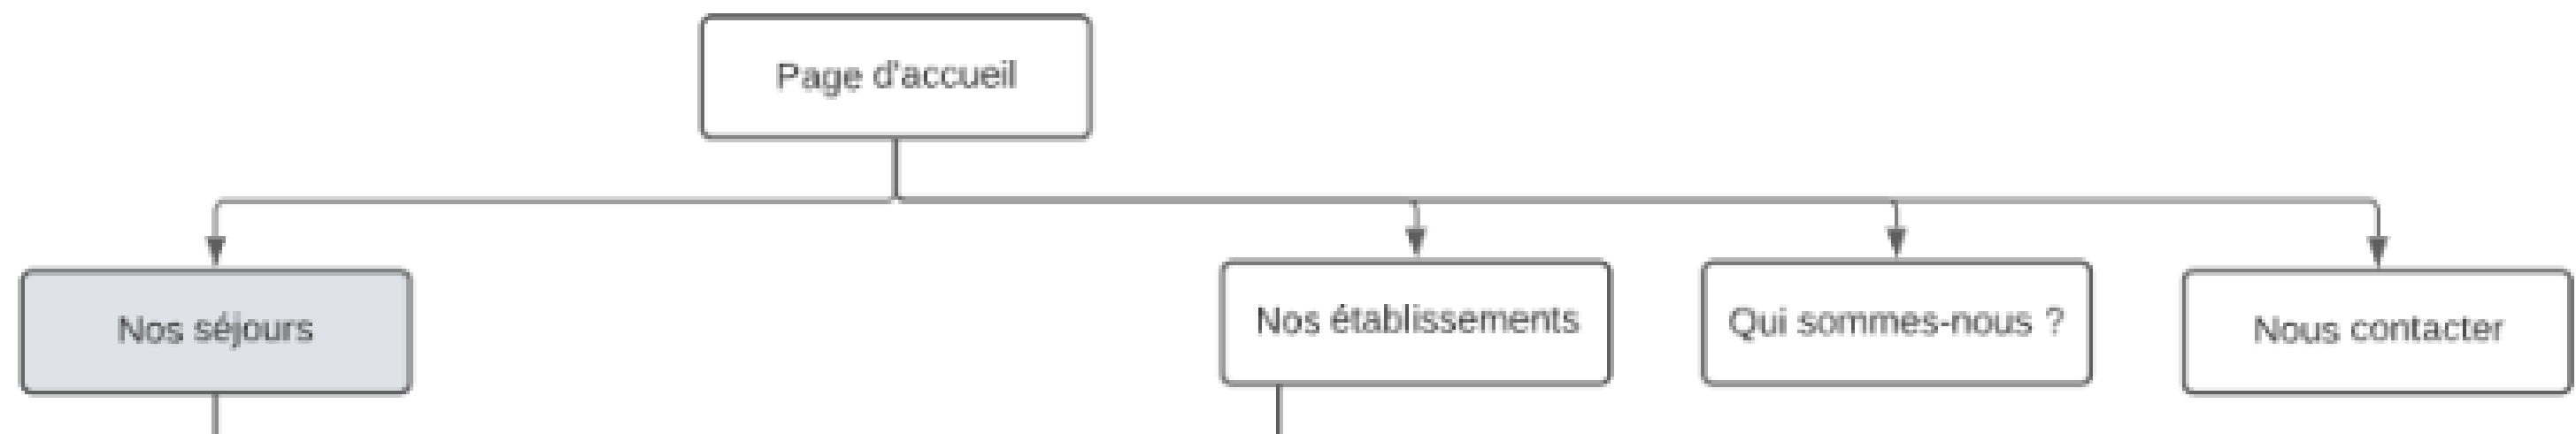 Page d'accueil
Nos séjours
Nos établissements
Qui sommes-nous ?
Nous contacter